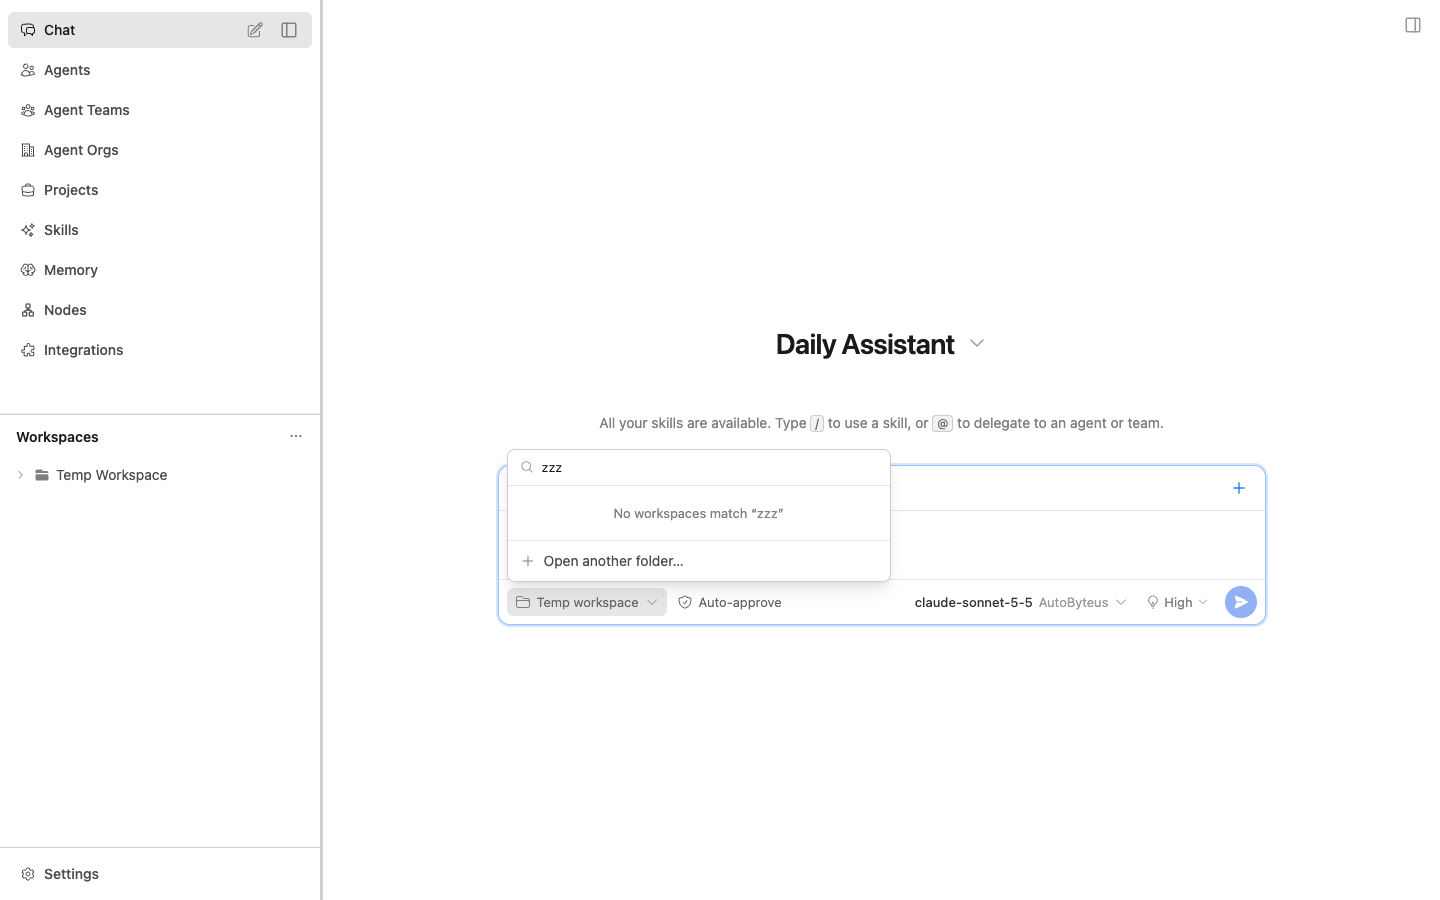 Chat
Agents
Agent Teams
Agent Orgs
Projects
Skills
Memory
Nodes
Integrations
Workspaces
Temp Workspace
Settings
Daily Assistant
All your skills are available. Type / to use a skill, or @ to delegate to an agent or team.
zzz
No workspaces match “zzz”
Open another folder...
Temp workspace Auto-approve claude-sonnet-5-5 AutoByteus High